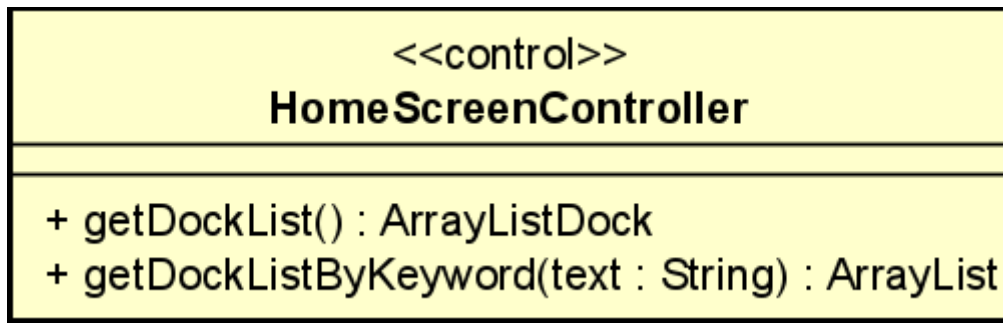 <<control>>
HomeScreenController
+ getDockList() : ArrayListDock
+ getDockListByKeyword(text : String) : ArrayList